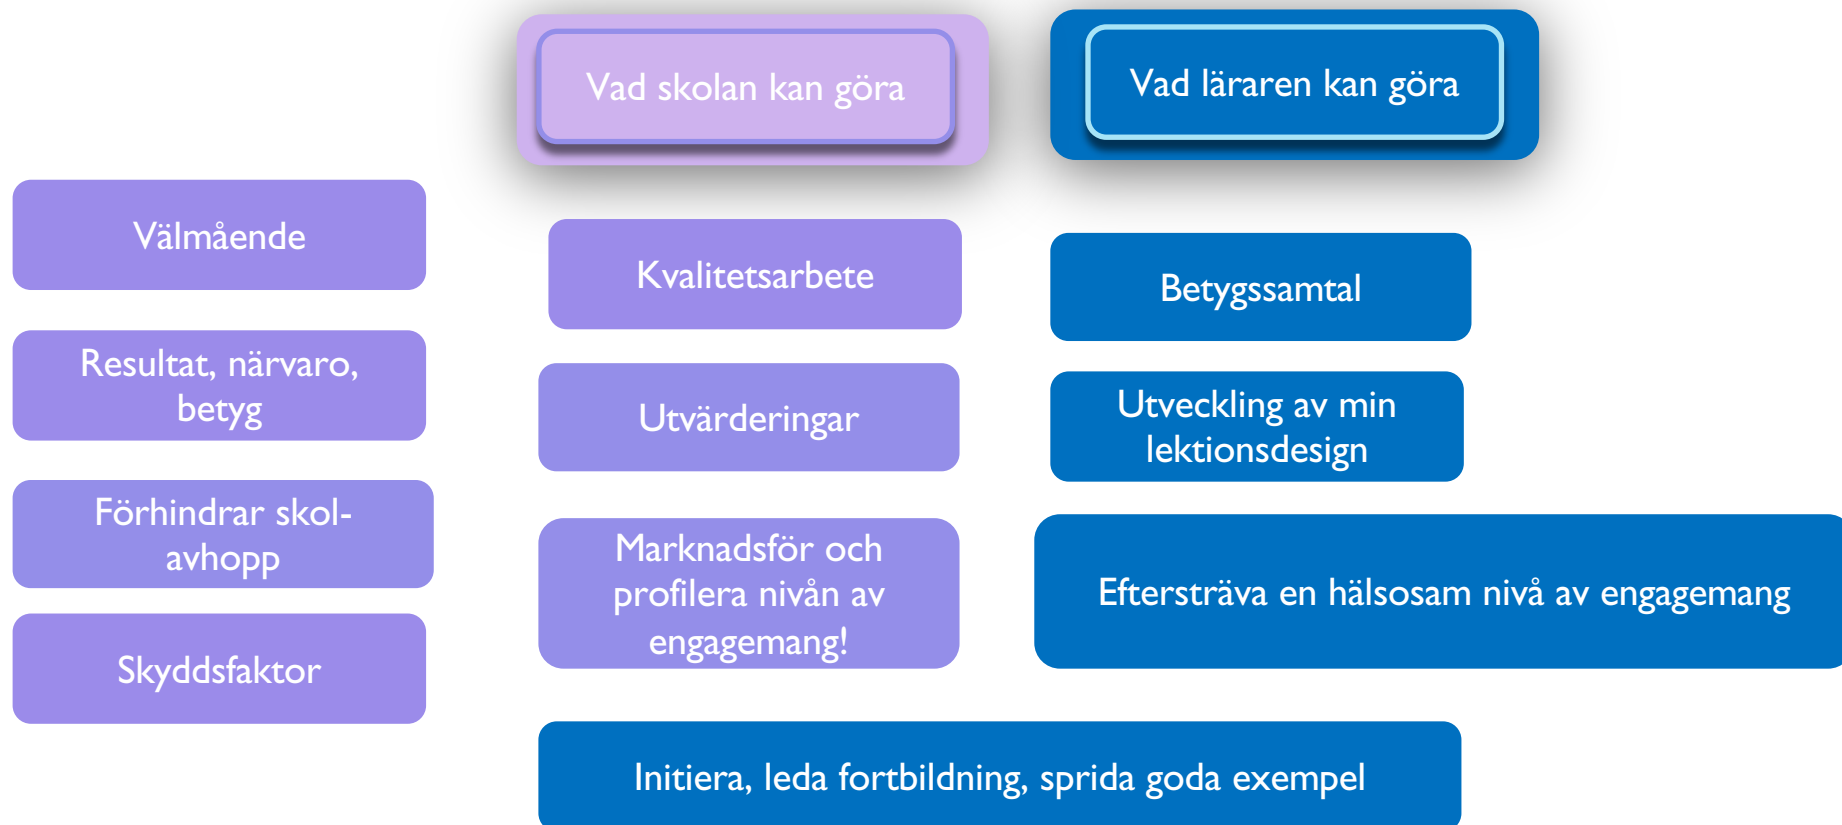 Vad skolan kan göra
Vad läraren kan göra
Välmående
Resultat, närvaro,
betyg
Förhindrar skol-
avhopp
Skyddsfaktor
Kvalitetsarbete
Utvärderingar
Marknadsför och
profilera nivån av
engagemang!
Betygssamtal
Utveckling av min
lektionsdesign
Eftersträva en hälsosam nivå av engagemang
Initiera, leda fortbildning, sprida goda exempel